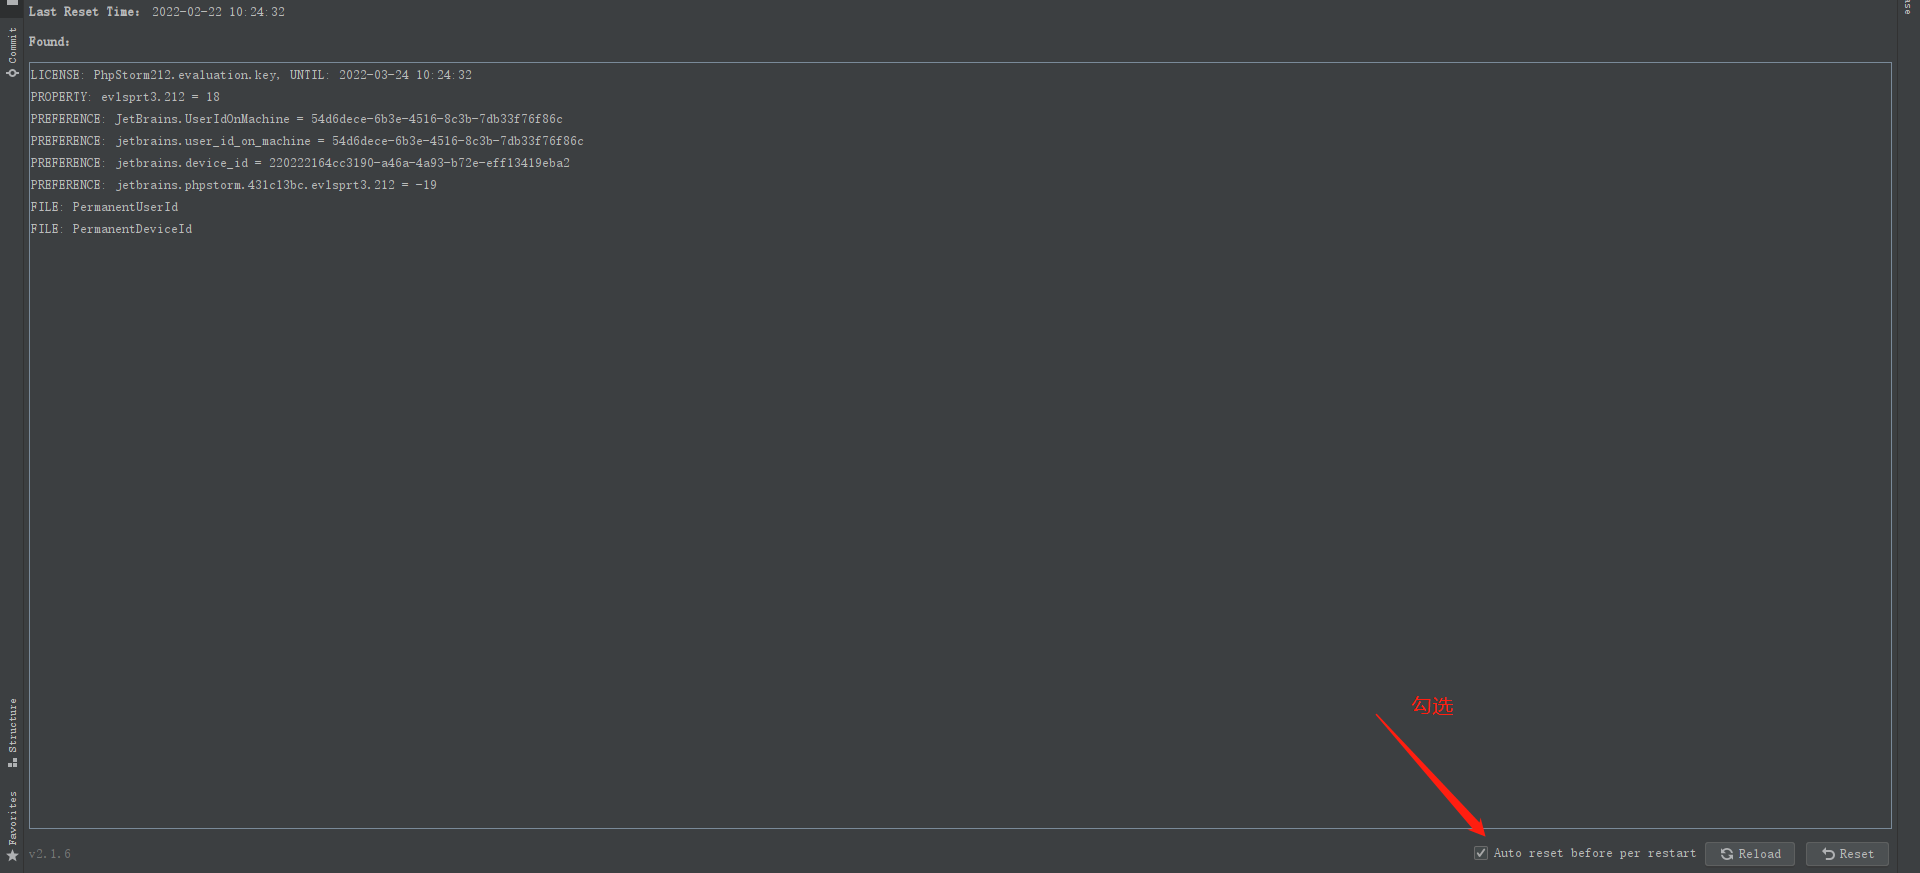 Last Reset Time: 2022-02-22 10:24:32
Commit
Found:
LICENSE: PhpStorm212.evaluation.key, UNTIL: 2022-03-24 10:24:32
PROPERTY: evlsprt3.212 = 18
PREFERENCE: JetBrains.UserIdOnMachine = 54d6dece-6b3e-4516-8c3b-7db33f76f86c
PREFERENCE: jetbrains.user_id_on_machine = 54d6dece-6b3e-4516-8c3b-7db33f76f86c
PREFERENCE: jetbrains.device_id = 220222164cc3190-a46a-4a93-b72e-eff13419eba2
PREFERENCE: jetbrains.phpstorm.431c13bc.evlsprt3.212 = -19
FILE: PermanentUserId
FILE: PermanentDeviceId
勾选
Structure
Favorites
v2.1.6
Auto reset before per restart
Reload
Reset